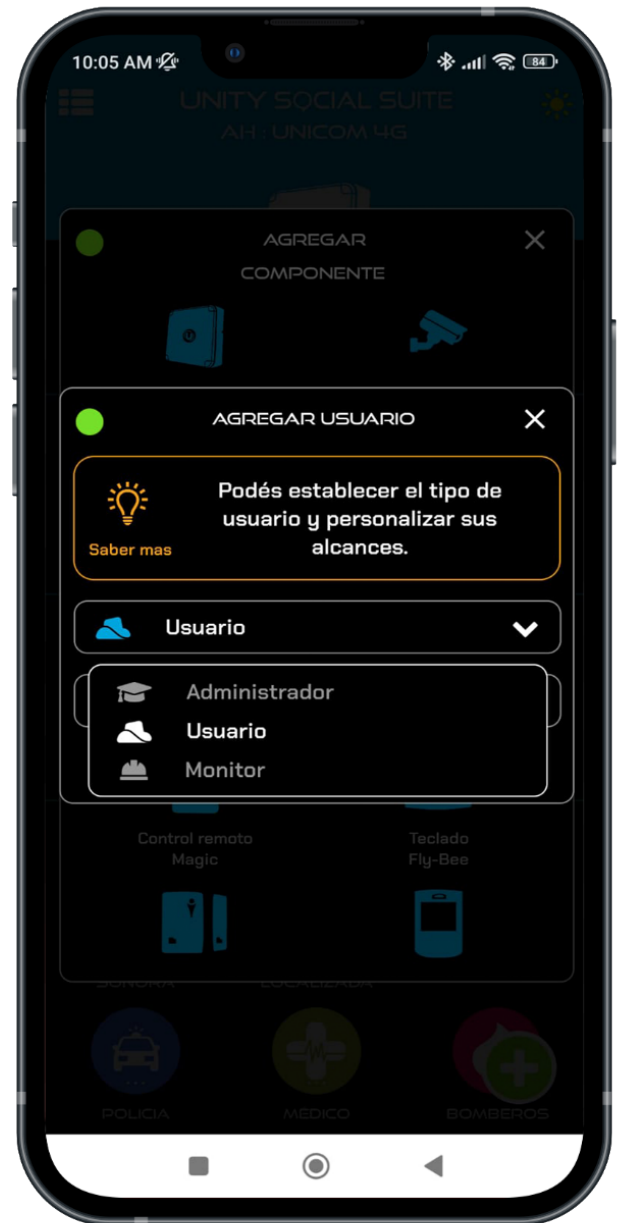 10:05 AM
84
UNITY SOCIAL SUITE
AH : UNICOM 4G
AGREGAR
COMPONENTE
AGREGAR USUARIO
Podés establecer el tipo de
usuario y personalizar sus
alcances.
Saber mas
Usuario
Administrador
Usuario
Monitor
Control remoto
Magic
Teclado
Fly-Bee
SONORA
LOCALIZADA
POLICIA
MEDICO
BOMBEROS